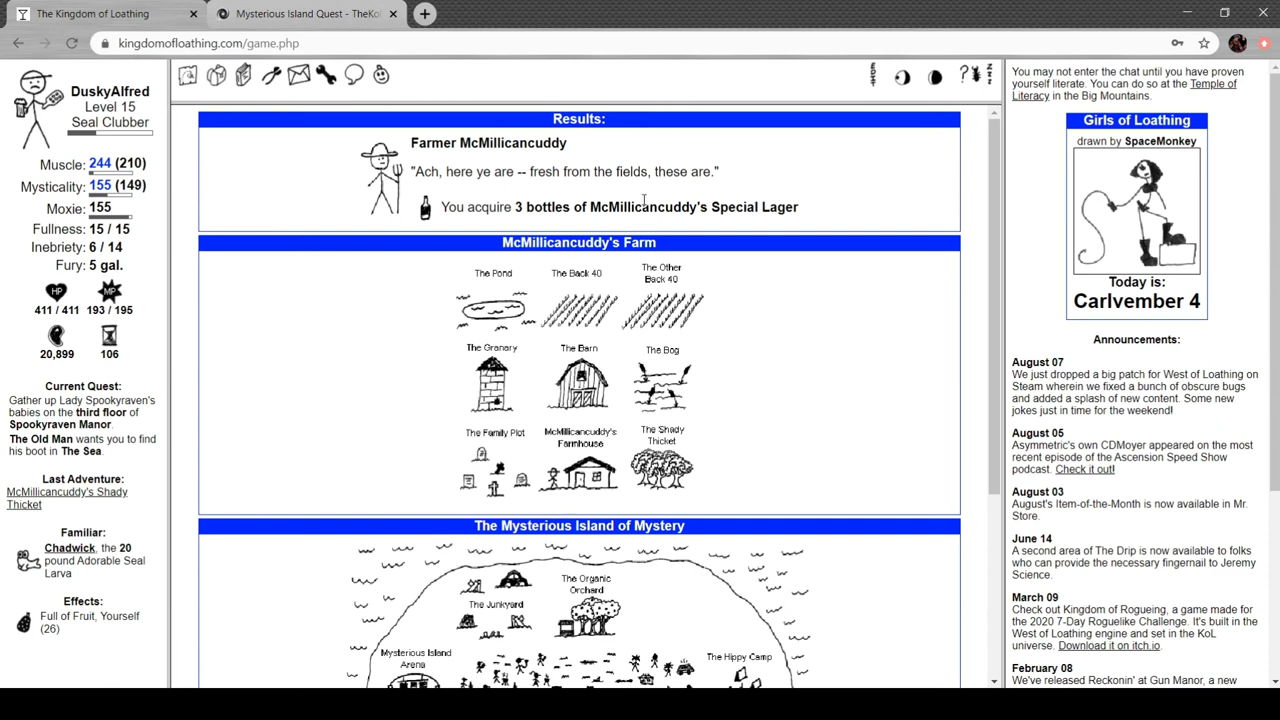 The Kingdom of Loathing
Mysterious Island Quest - TheKol
kingdomofloathing.com/game.php
DuskyAlfred
Level 15
Seal Clubber
Muscle: 244 (210)
Mysticality: 155 (149)
Moxie: 155
Fullness: 15 / 15
Inebriety: 6 / 14
Fury: 5 gal.
HP MP
411 / 411 193 / 195
20,899 106
Current Quest:
Gather up Lady Spookyraven's
babies on the third floor of
Spookyraven Manor.
The Old Man wants you to find
his boot in The Sea.
Last Adventure:
McMillicancuddy's Shady
Thicket
Familiar:
Chadwick, the 20
pound Adorable Seal
Larva
Effects:
Full of Fruit, Yourself
(26)
EDIT
ZZZ
Results:
Farmer McMillicancuddy
"Ach, here ye are -- fresh from the fields, these are."
You acquire 3 bottles of McMillicancuddy's Special Lager
McMillicancuddy's Farm
The Pond
The Back 40
The Other
Back 40
The Granary
The Barn
The Bog
The Family Plot
McMillicancuddy's
Farmhouse
The Shady
Thicket
The Mysterious Island of Mystery
The Junkyard
The Organic
Orchard
Mysterious Island
Arena
The Hippy Camp
You may not enter the chat until you have proven
yourself literate. You can do so at the Temple of
Literacy in the Big Mountains.
Girls of Loathing
drawn by SpaceMonkey
Today is:
Carlvember 4
Announcements:
August 07
We just dropped a big patch for West of Loathing on
Steam wherein we fixed a bunch of obscure bugs
and added a splash of new content. Some new
jokes just in time for the weekend!
August 05
Asymmetric's own CDMoyer appeared on the most
recent episode of the Ascension Speed Show
podcast. Check it out!
August 03
August's Item-of-the-Month is now available in Mr.
Store.
June 14
A second area of The Drip is now available to folks
who can provide the necessary fingernail to Jeremy
Science.
March 09
Check out Kingdom of Rogueing, a game made for
the 2020 7-Day Roguelike Challenge. It's built in the
West of Loathing engine and set in the KoL
universe. Download it on itch.io.
February 08
We've released Reckonin' at Gun Manor, a new